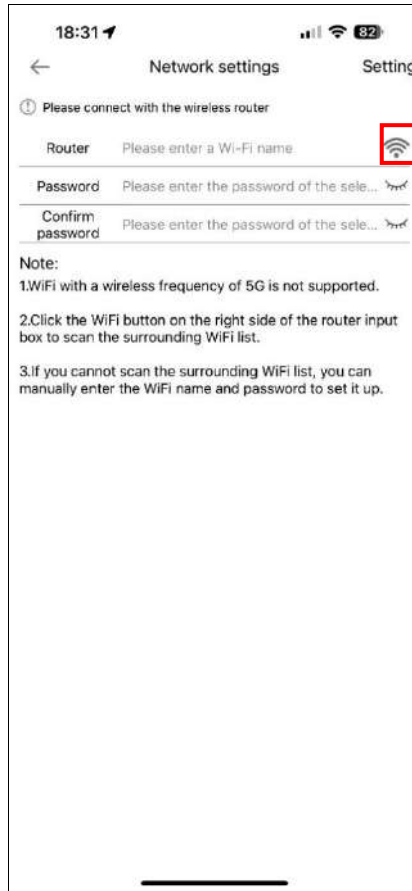 18:31
82
Network settings
Setting
Please connect with the wireless router
Router Please enter a Wi-Fi name
Password Please enter the password of the sele...
Confirm password Please enter the password of the sele...
Note:
1.WiFi with a wireless frequency of 5G is not supported.
2.Click the WiFi button on the right side of the router input
box to scan the surrounding WiFi list.
3.If you cannot scan the surrounding WiFi list, you can
manually enter the WiFi name and password to set it up.